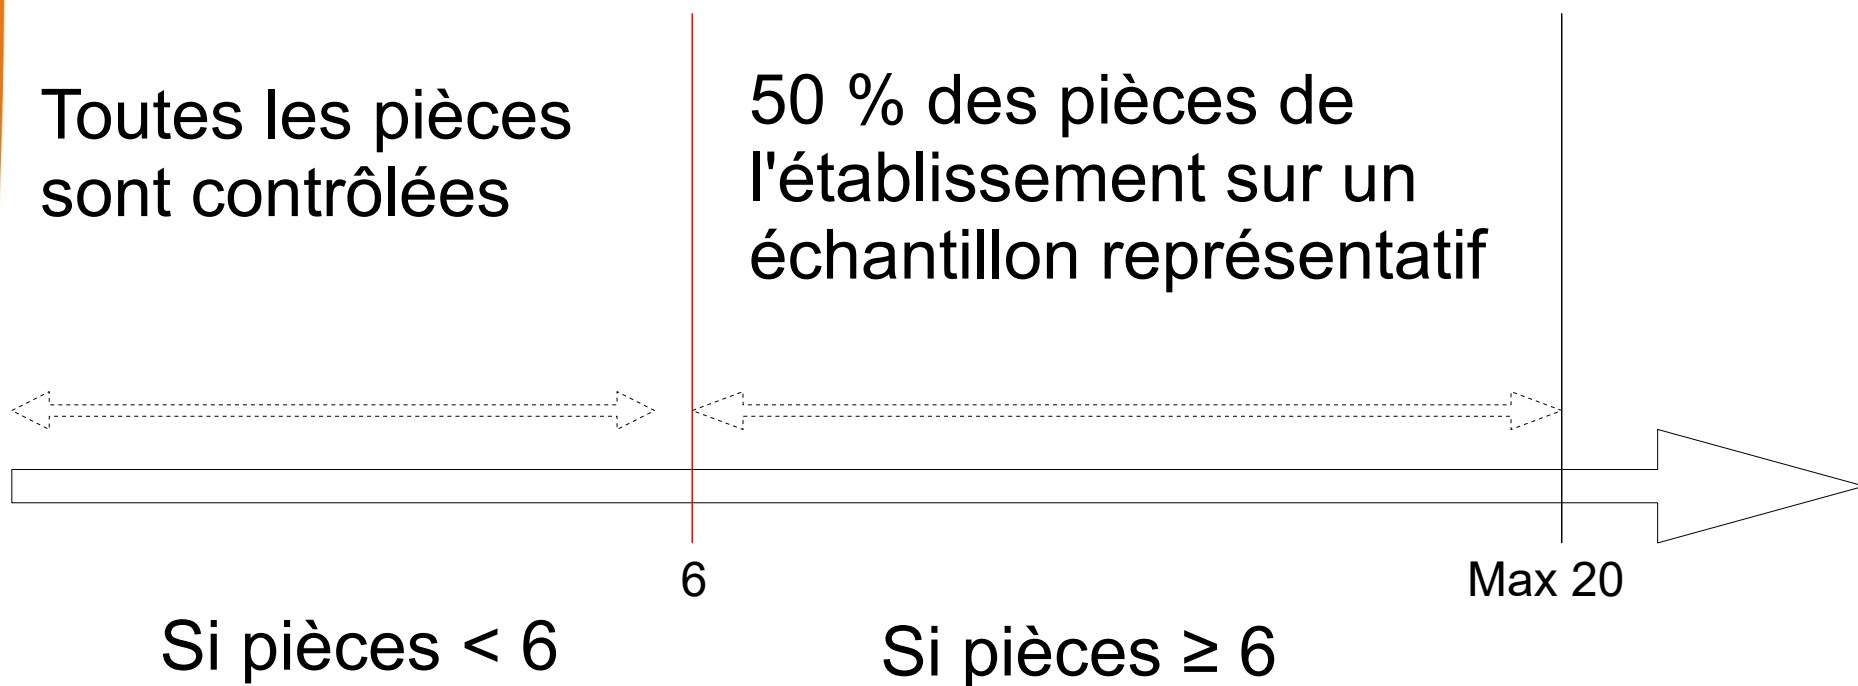 Toutes les pièces
sont contrôlées
50 % des pièces de
l'établissement sur un
échantillon représentatif
6
Max 20
Si pièces < 6
Si pièces ≥ 6